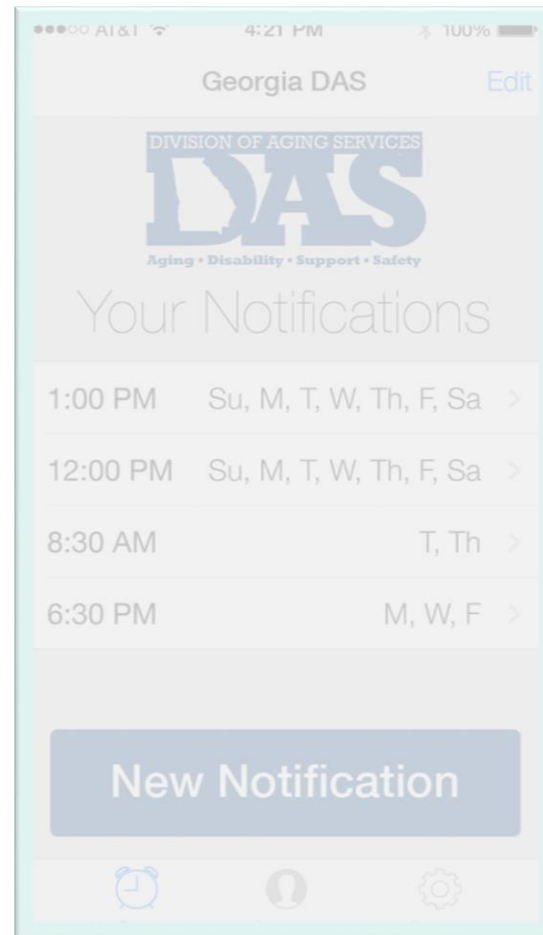 AT&T 4:21 PM 100%
Georgia DAS Edit
DIVISION OF AGING SERVICES
DAS
Aging • Disability • Support • Safety
Your Notifications
1:00 PM Su, M, T, W, Th, F, Sa >
12:00 PM Su, M, T, W, Th, F, Sa >
8:30 AM T, Th >
6:30 PM M, W, F >
New Notification